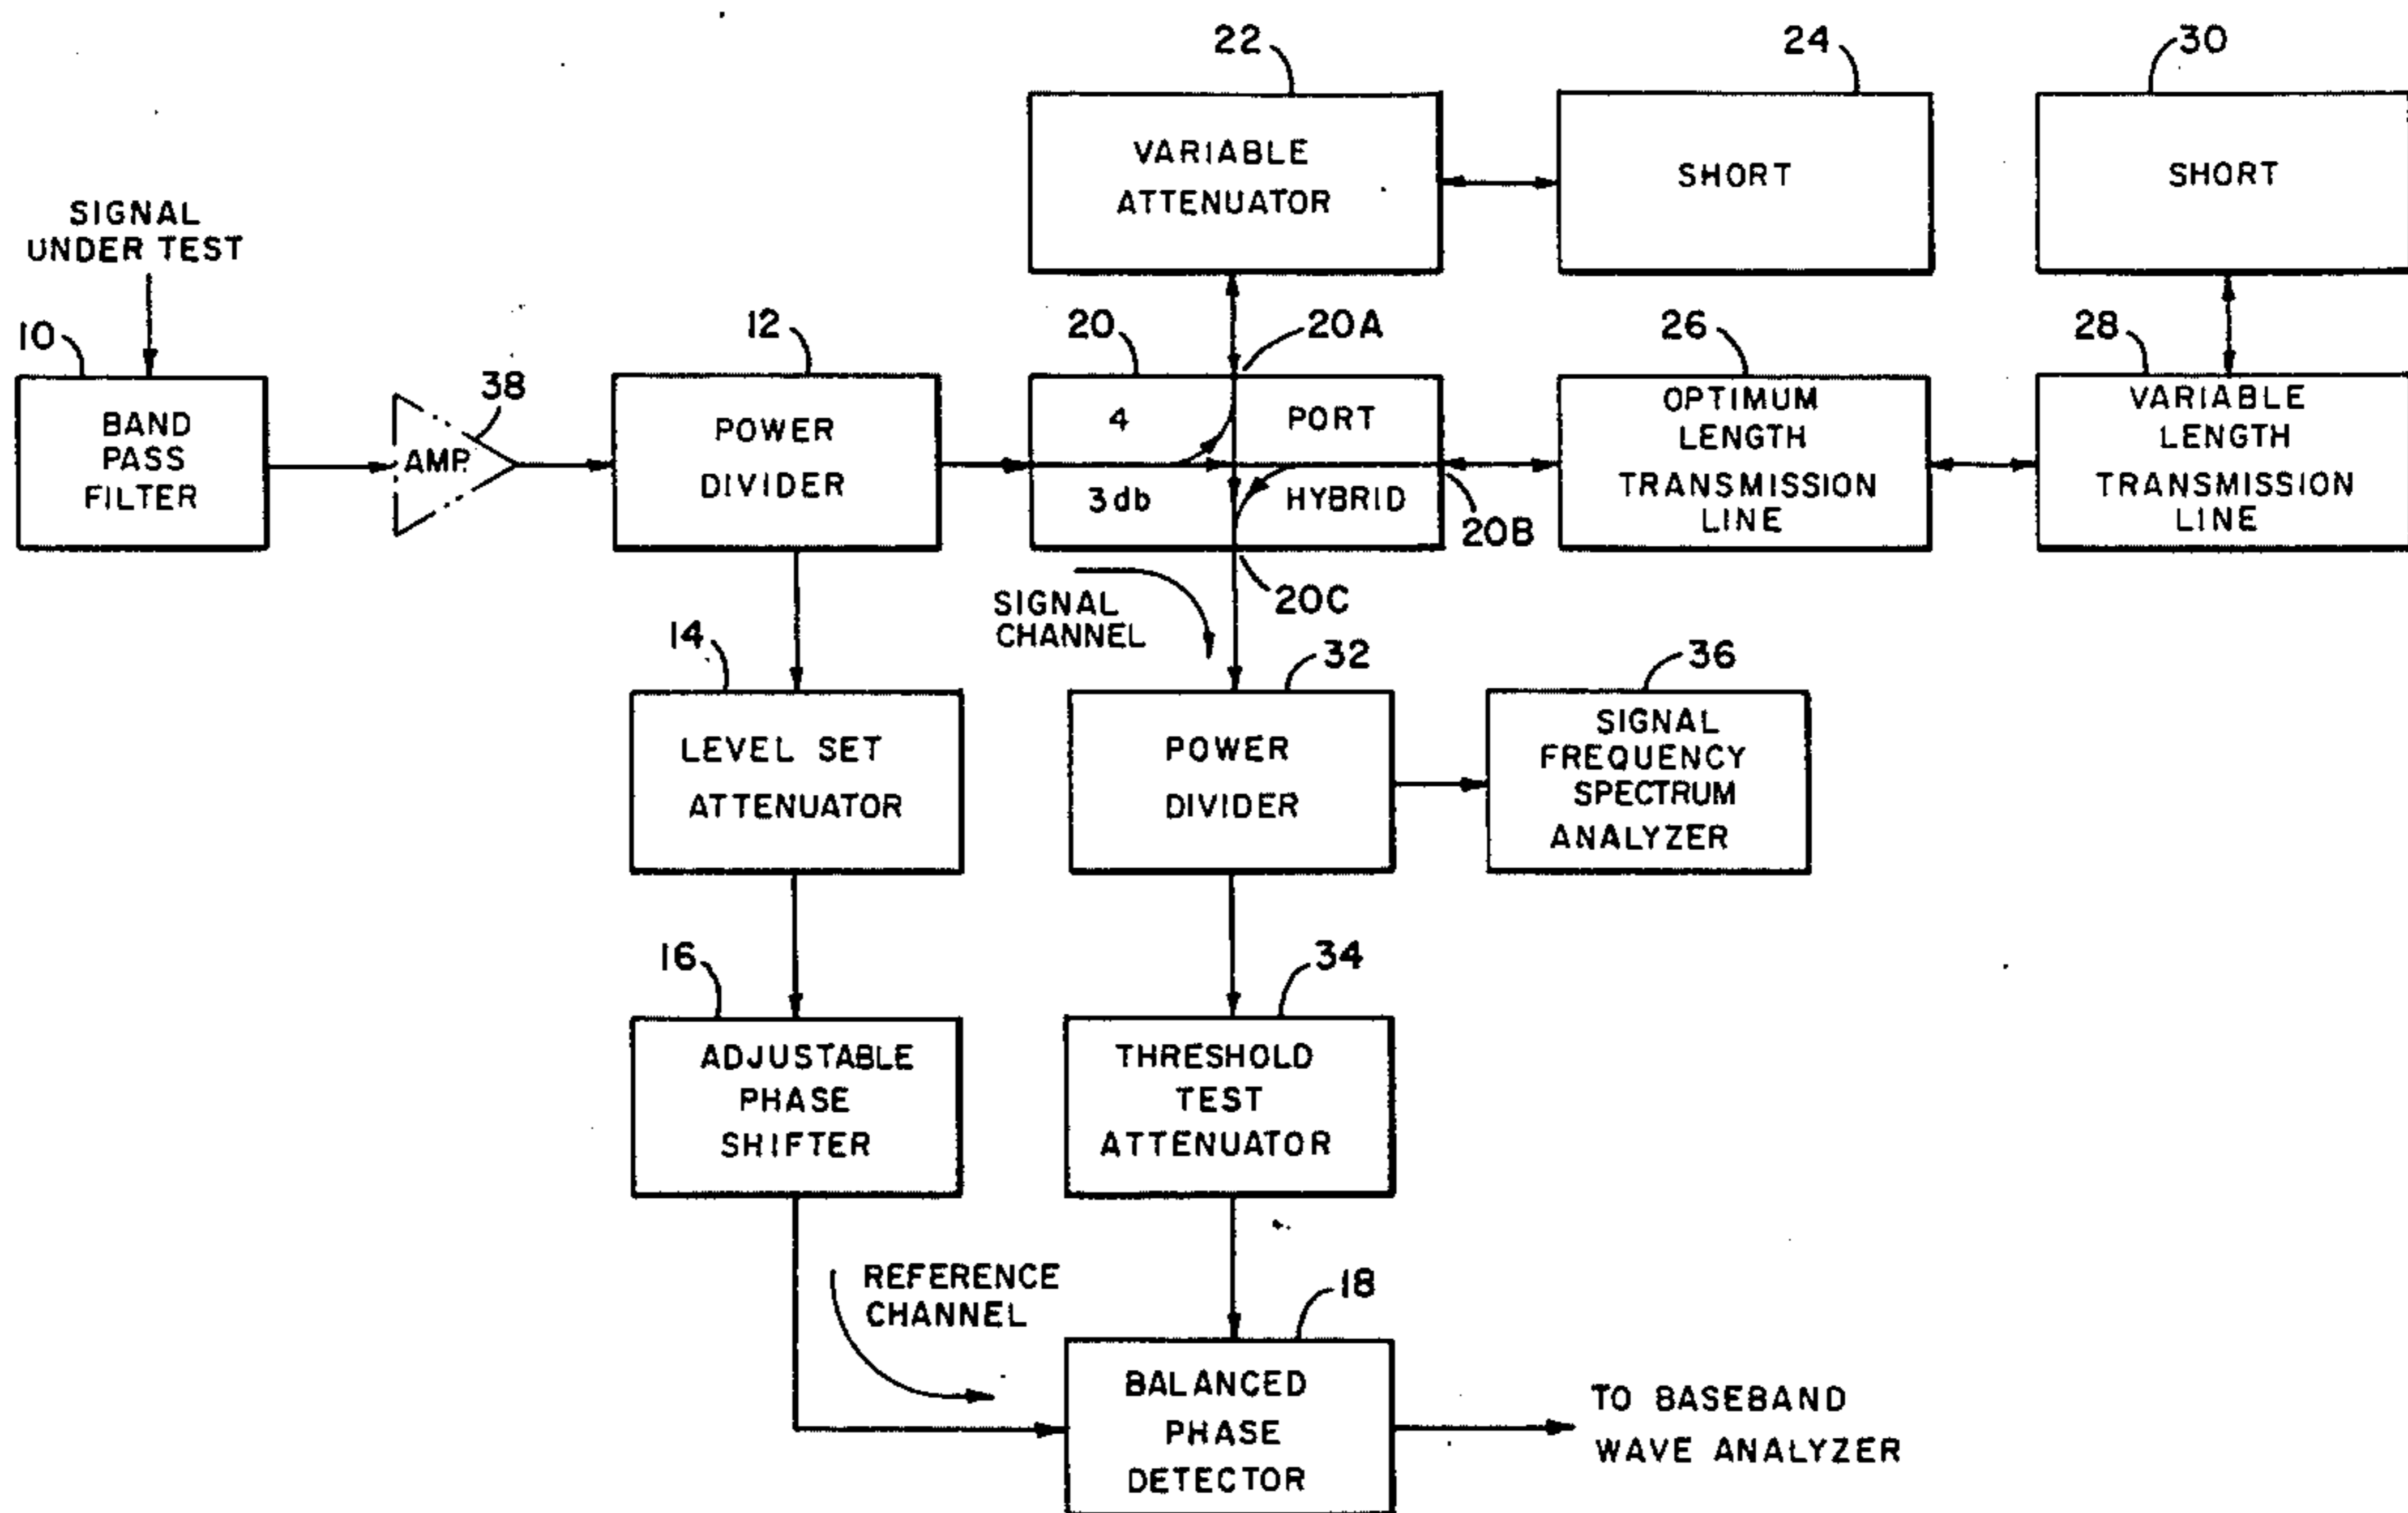 22
24
30
VARIABLE
ATTENUATOR
SHORT
SHORT
SIGNAL
UNDER TEST
10
38
12
20
20A
26
28
BAND
PASS
FILTER
AMP.
POWER
DIVIDER
4 PORT
3db HYBRID
20B
20C
OPTIMUM
LENGTH
TRANSMISSION
LINE
VARIABLE
LENGTH
TRANSMISSION
LINE
SIGNAL
CHANNEL
14
32
36
LEVEL SET
ATTENUATOR
POWER
DIVIDER
SIGNAL
FREQUENCY
SPECTRUM
ANALYZER
16
34
ADJUSTABLE
PHASE
SHIFTER
THRESHOLD
TEST
ATTENUATOR
REFERENCE
CHANNEL
18
BALANCED
PHASE
DETECTOR
TO BASEBAND
WAVE ANALYZER